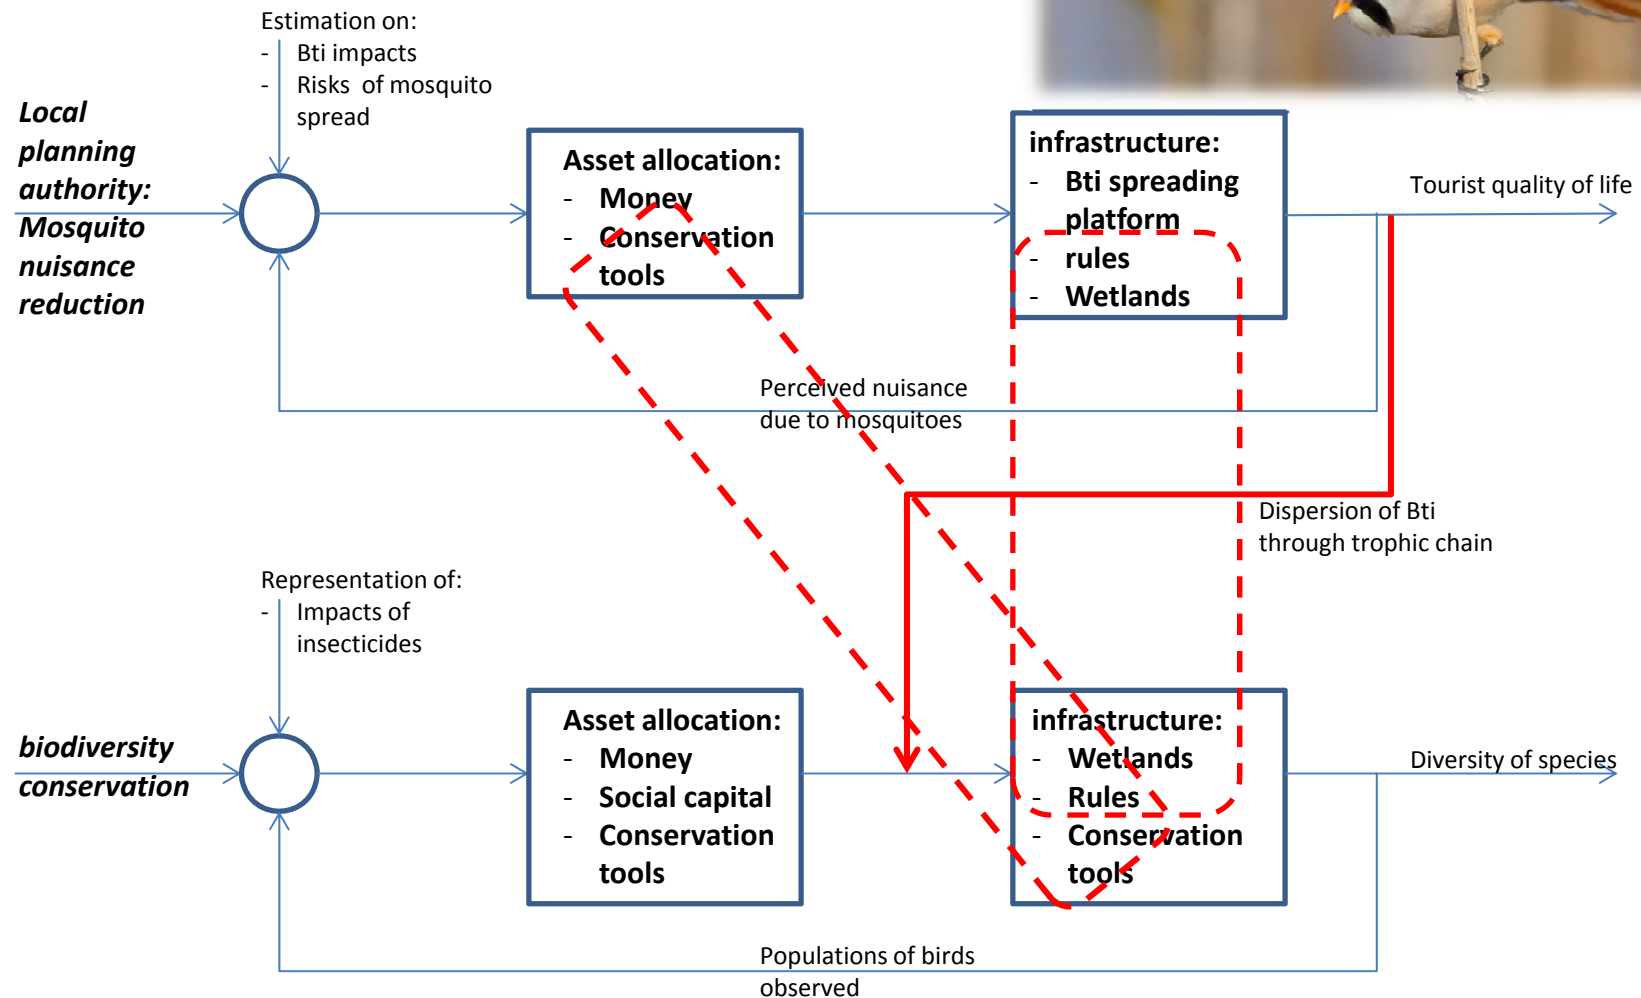 Estimation on:
- Bti impacts
- Risks of mosquito
spread
Local
planning
authority:
Mosquito
nuisance
reduction
Asset allocation:
- Money
- Conservation
tools
infrastructure:
- Bti spreading
platform
- rules
- Wetlands
Tourist quality of life
Perceived nuisance
due to mosquitoes
Dispersion of Bti
through trophic chain
Representation of:
- Impacts of
insecticides
biodiversity
conservation
Asset allocation:
- Money
- Social capital
- Conservation
tools
infrastructure:
- Wetlands
- Rules
- Conservation
tools
Diversity of species
Populations of birds
observed